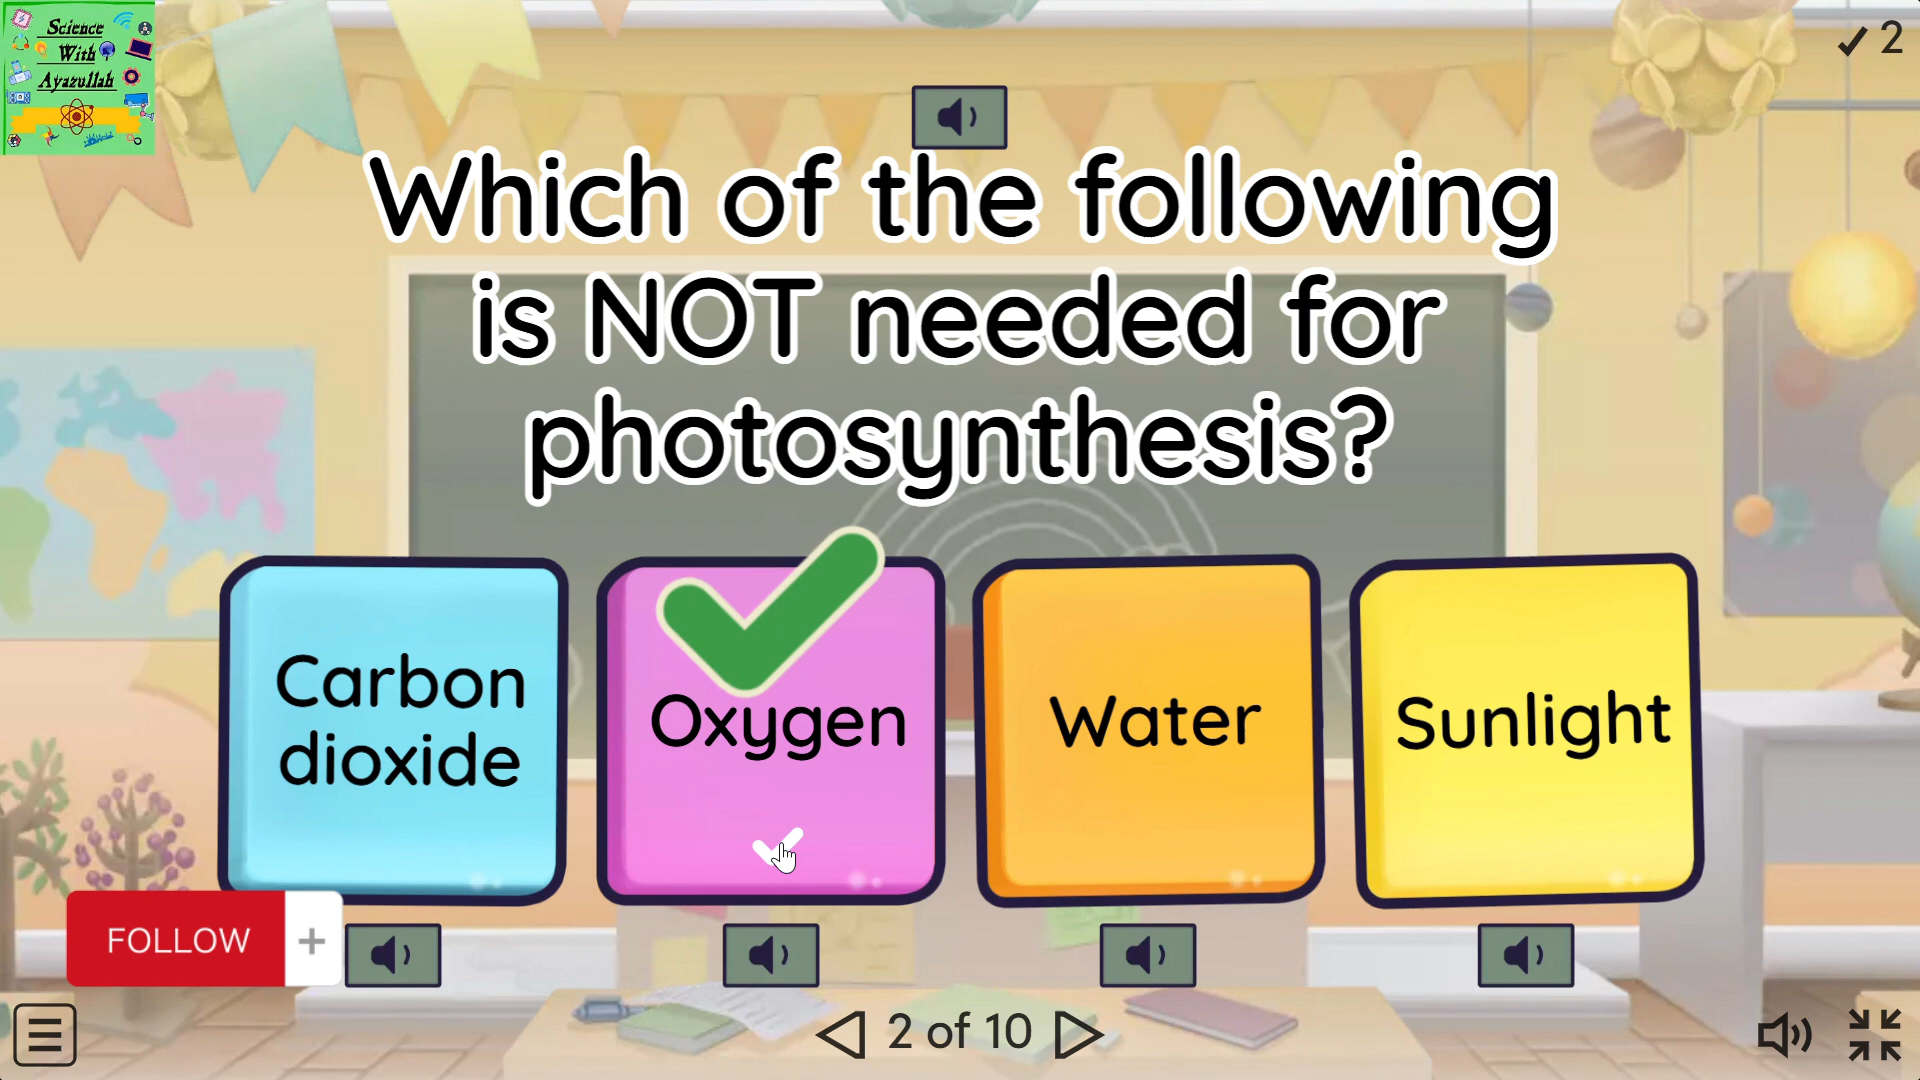 Science
With
Ayazullah
2
Which of the following
is NOT needed for
photosynthesis?
Carbon
dioxide
Oxygen
Water
Sunlight
FOLLOW +
2 of 10